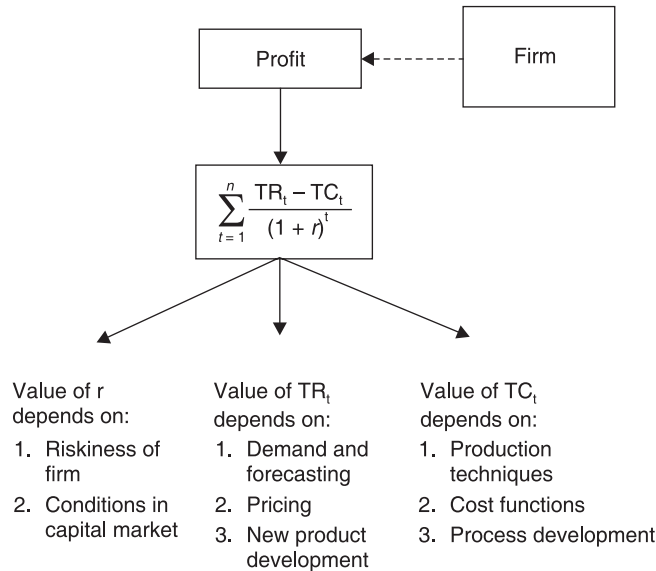 Profit
Firm
n
∑ TRt – TCt / (1 + r)^t
t = 1
Value of r
depends on:
1. Riskiness of
firm
2. Conditions in
capital market
Value of TRt
depends on:
1. Demand and
forecasting
2. Pricing
3. New product
development
Value of TCt
depends on:
1. Production
techniques
2. Cost functions
3. Process development